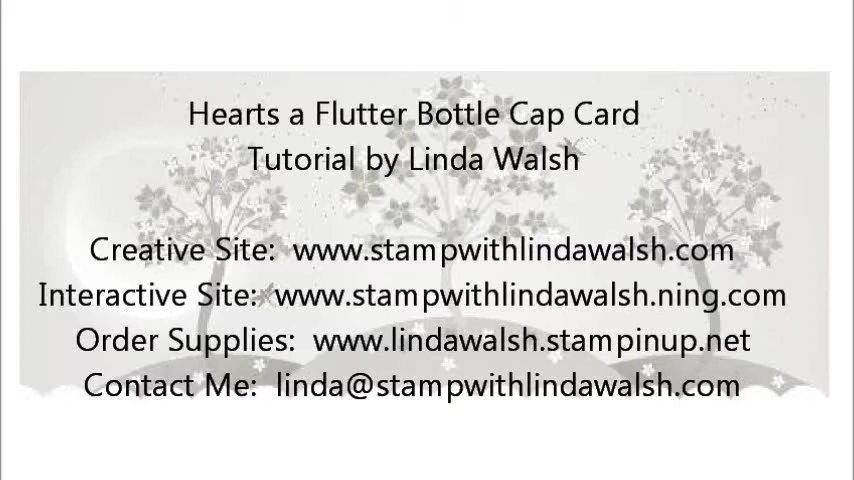 Hearts a Flutter Bottle Cap Card
Tutorial by Linda Walsh
Creative Site: www.stampwithlindawalsh.com
Interactive Site: www.stampwithlindawalsh.ning.com
Order Supplies: www.lindawalsh.stampinup.net
Contact Me: linda@stampwithlindawalsh.com